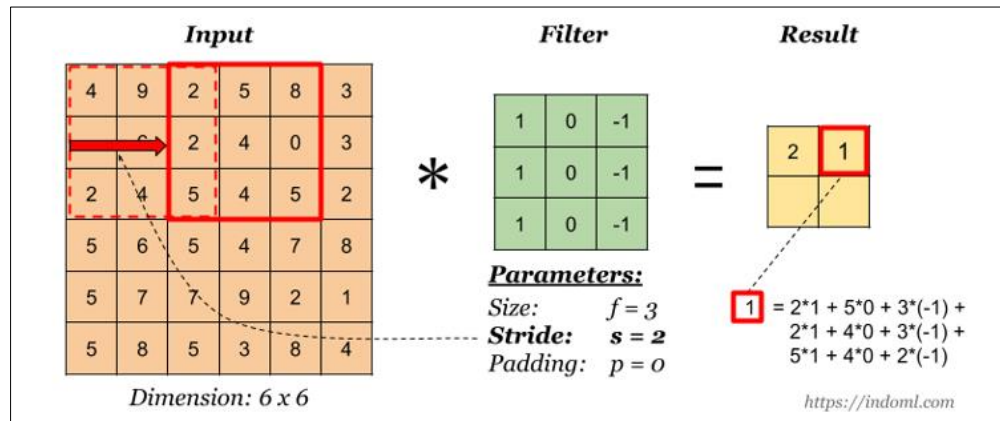 Input Filter Result
4 9 2 5 8 3
2 4 0 3
2 4 5 4 5 2
5 6 5 4 7 8
5 7 7 9 2 1
5 8 5 3 8 4
Dimension: 6 x 6
*
1 0 -1
1 0 -1
1 0 -1
Parameters:
Size: f = 3
Stride: s = 2
Padding: p = 0
=
2 1
1 = 2*1 + 5*0 + 3*(-1) +
2*1 + 4*0 + 3*(-1) +
5*1 + 4*0 + 2*(-1)
https://indoml.com